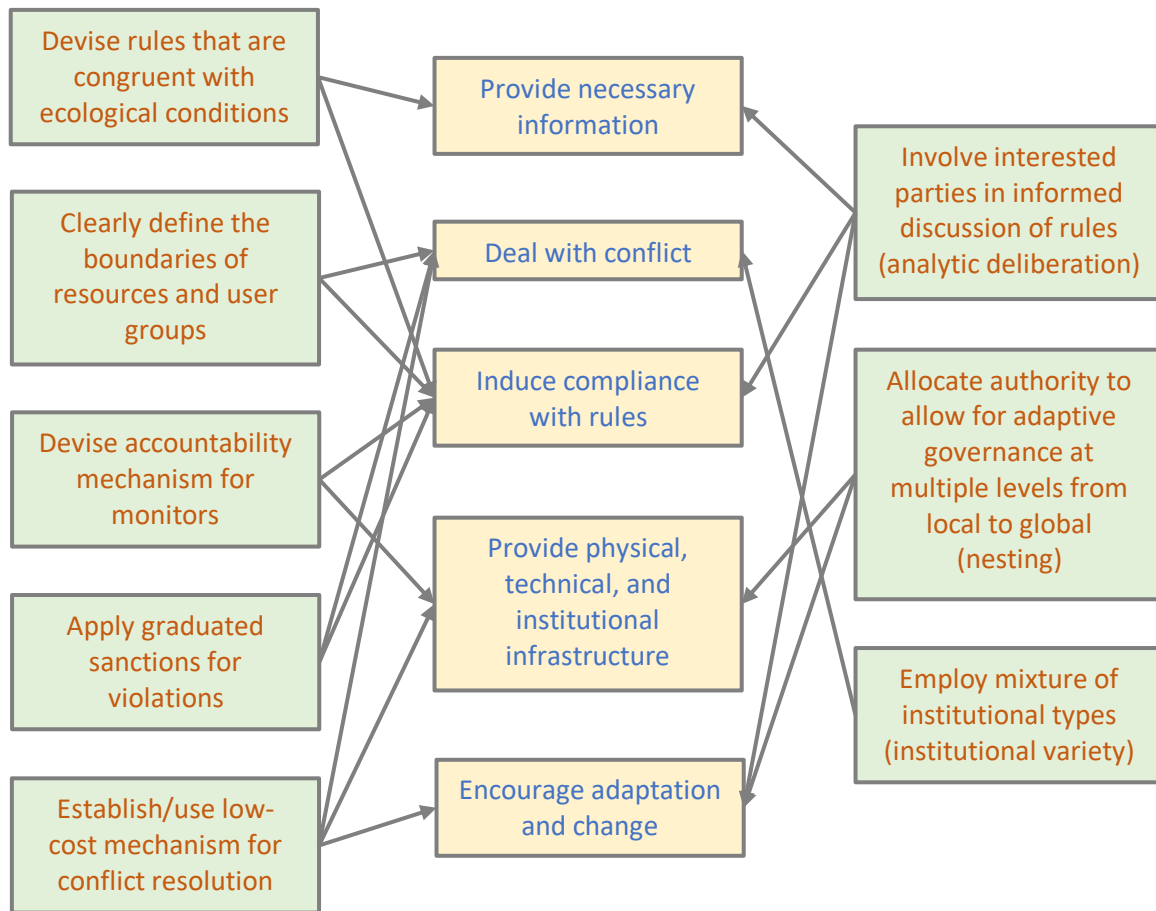 Devise rules that are
congruent with
ecological conditions
Clearly define the
boundaries of
resources and user
groups
Devise accountability
mechanism for
monitors
Apply graduated
sanctions for
violations
Establish/use low-
cost mechanism for
conflict resolution
Provide necessary
information
Deal with conflict
Induce compliance
with rules
Provide physical,
technical, and
institutional
infrastructure
Encourage adaptation
and change
Involve interested
parties in informed
discussion of rules
(analytic deliberation)
Allocate authority to
allow for adaptive
governance at
multiple levels from
local to global
(nesting)
Employ mixture of
institutional types
(institutional variety)